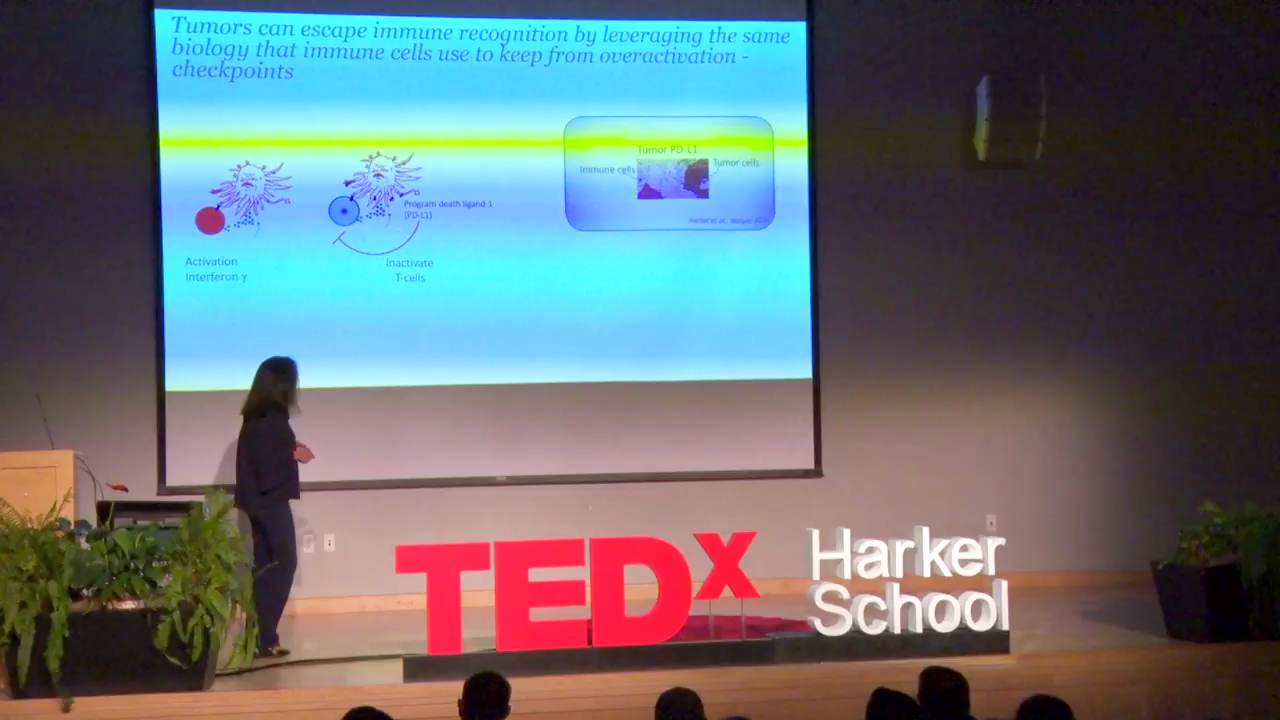 Tumors can escape immune recognition by leveraging the same
biology that immune cells use to keep from overactivation -
checkpoints
Tumor PD-L1
Immune cells
Tumor cells
Program death ligand-1
(PD-L1)
Activation
Interferon γ
Inactivate
T-cells
TEDx
Harker
School